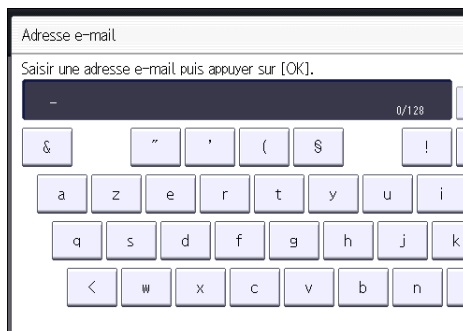 Adresse e-mail
Saisir une adresse e-mail puis appuyer sur [OK].
_ 0/128
& " ' ( § !
a z e r t y u i
q s d f g h j k
< w x c v b n